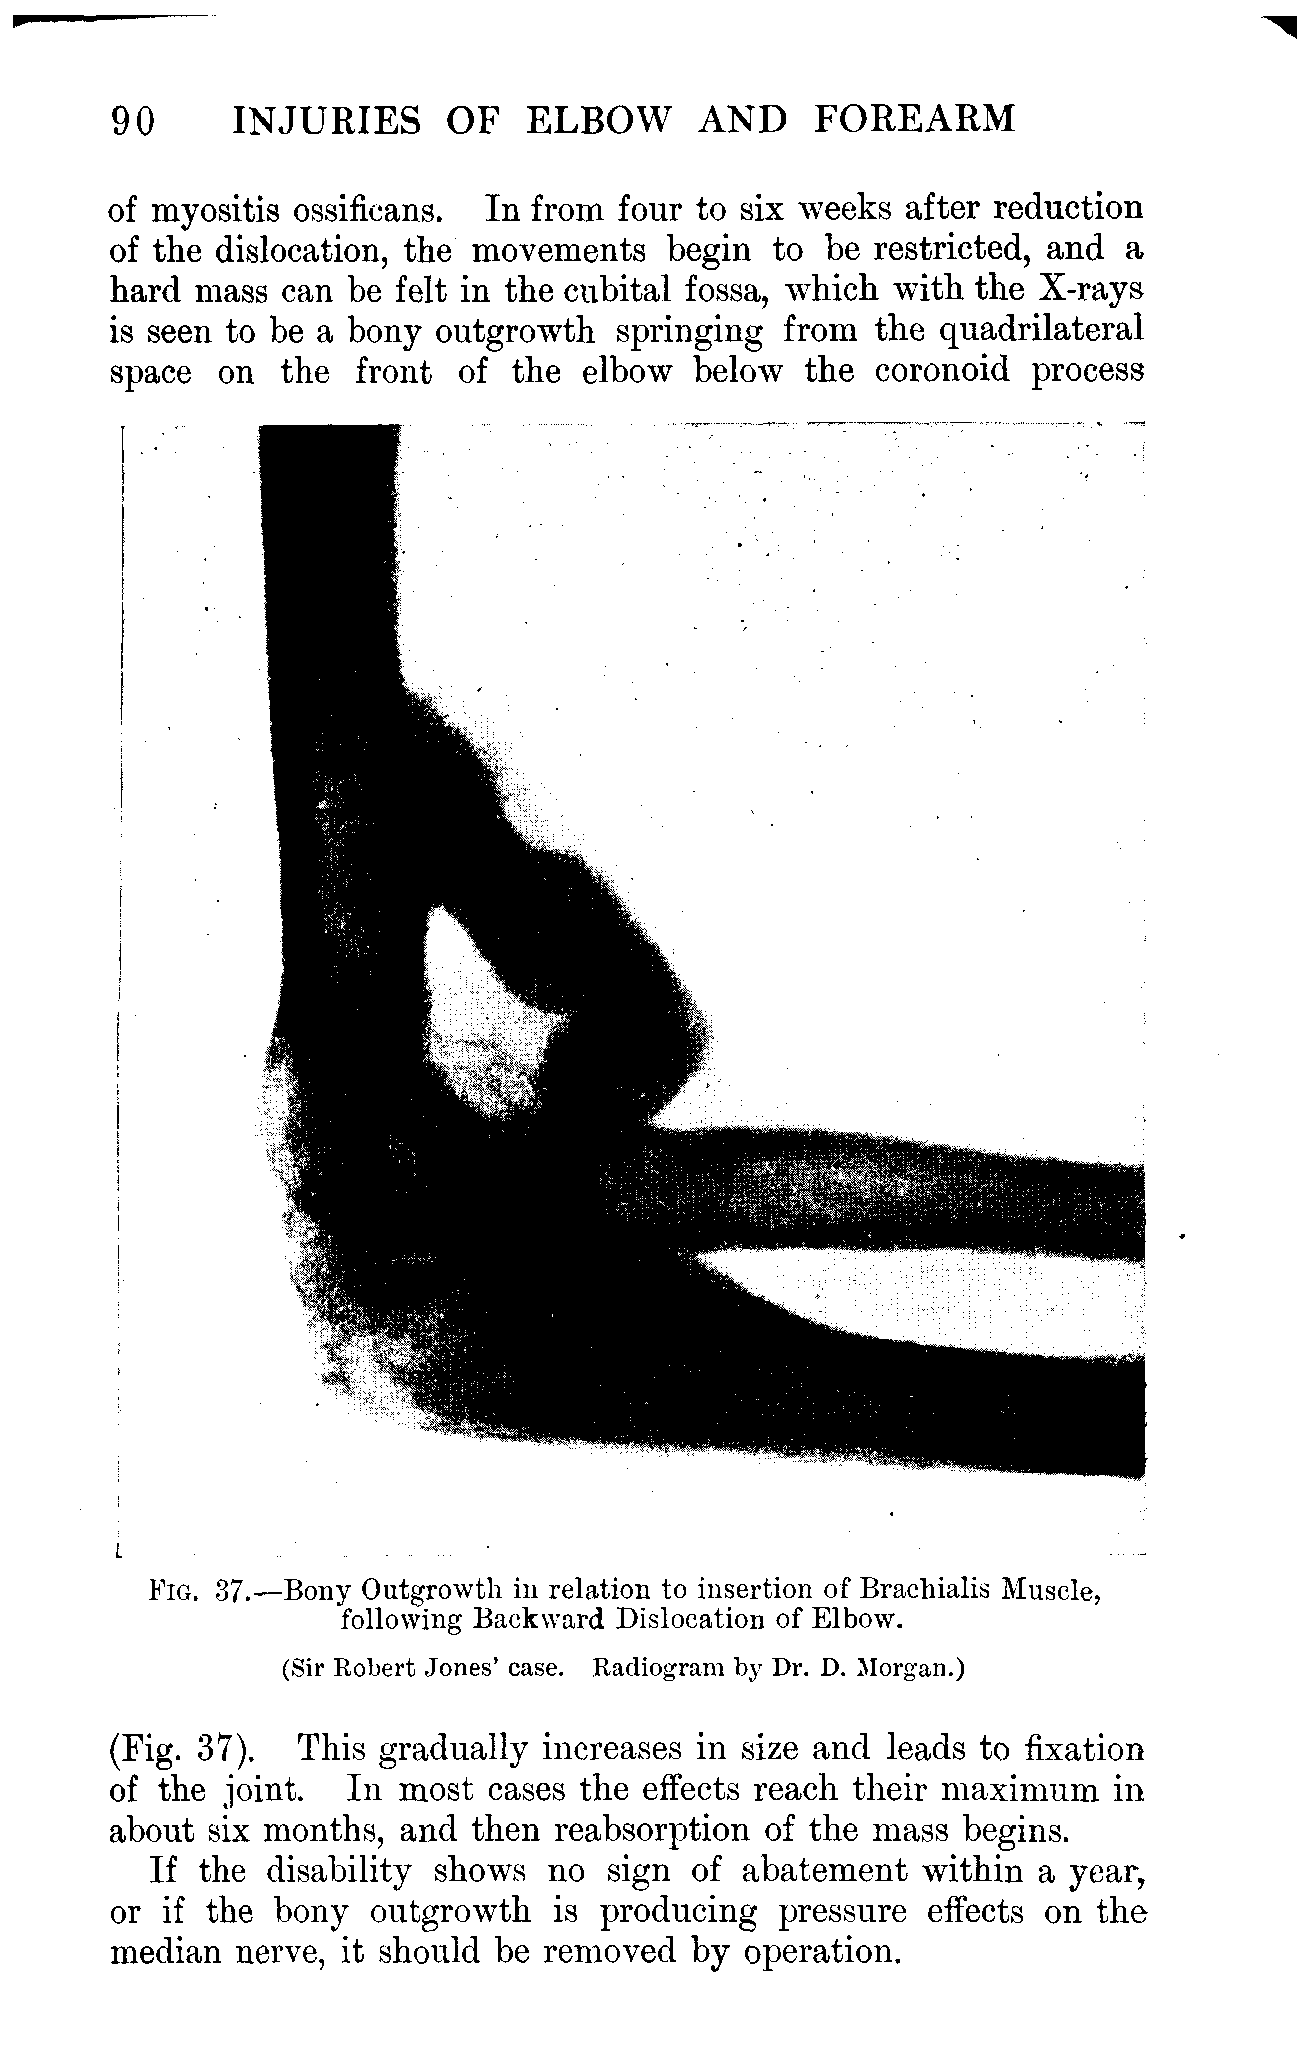 90 INJURIES OF ELBOW AND FOREARM
of myositis ossificans. In from four to six weeks after reduction
of the dislocation, the movements begin to be restricted, and a
hard mass can be felt in the cubital fossa, which with the X-rays
is seen to be a bony outgrowth springing from the quadrilateral
space on the front of the elbow below the coronoid process
FIG. 37.—Bony Outgrowth in relation to insertion of Brachialis Muscle,
following Backward Dislocation of Elbow.
(Sir Robert Jones' case. Radiogram by Dr. D. Morgan.)
(Fig. 37). This gradually increases in size and leads to fixation
of the joint. In most cases the effects reach their maximum in
about six months, and then reabsorption of the mass begins.
If the disability shows no sign of abatement within a year,
or if the bony outgrowth is producing pressure effects on the
median nerve, it should be removed by operation.